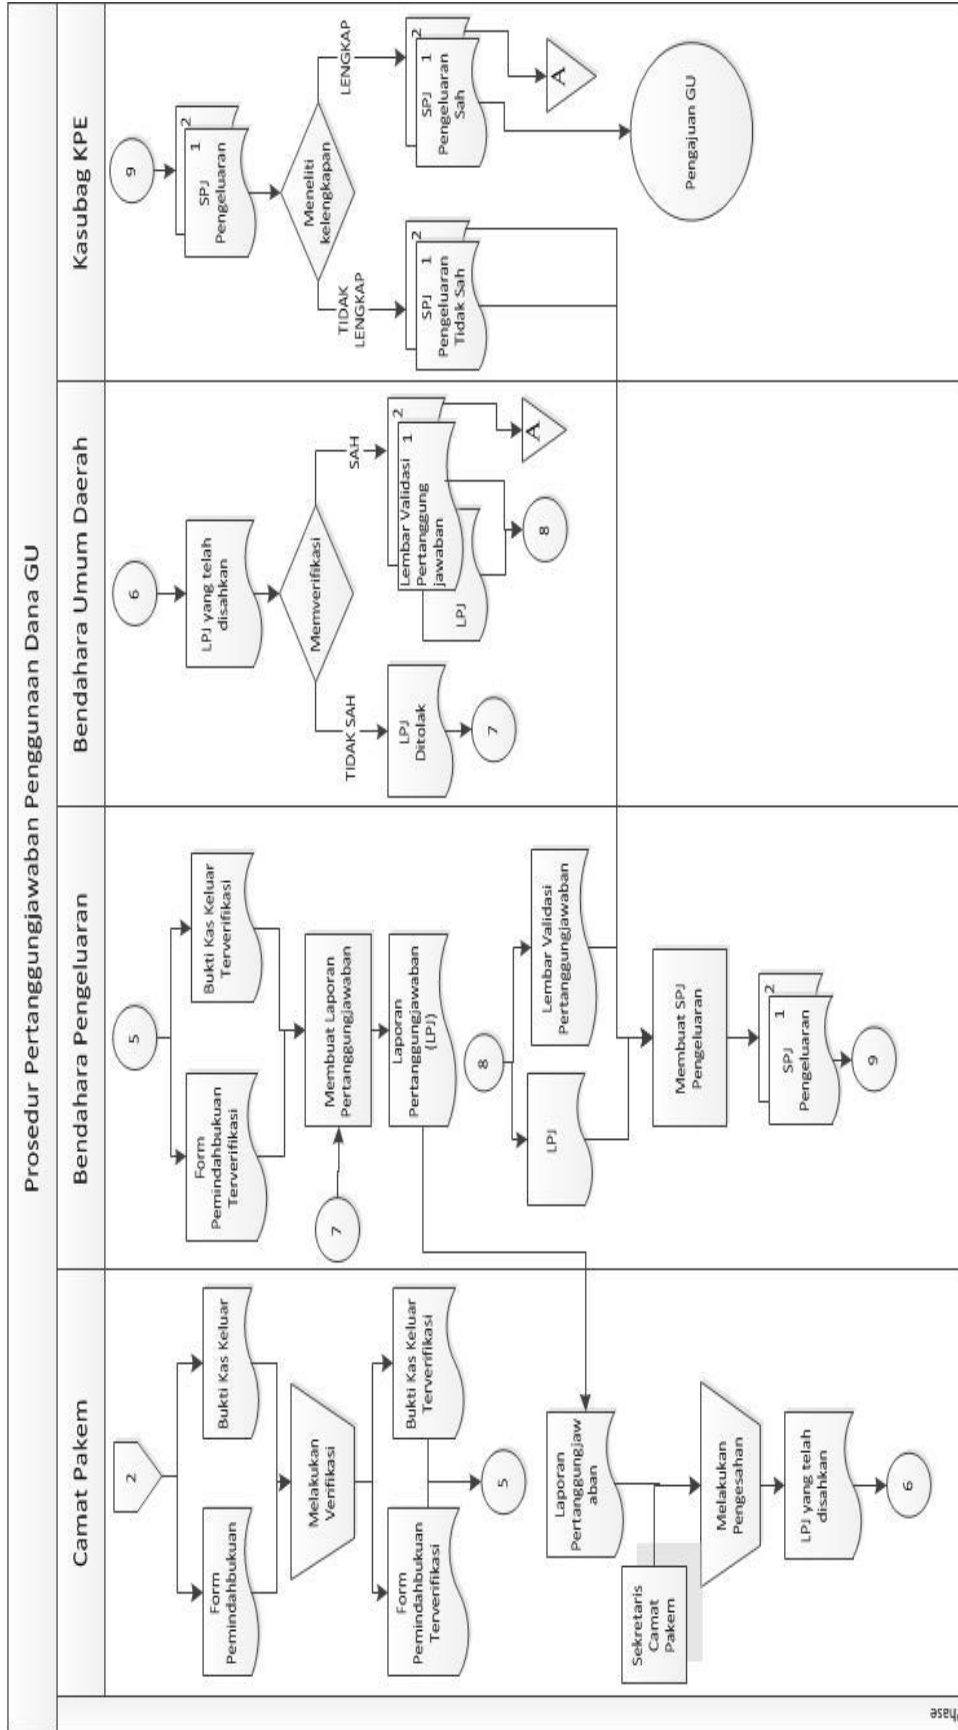 Prosedur Pertanggungjawaban Penggunaan Dana GU
Camat Pakem
Bendahara Pengeluaran
Bendahara Umum Daerah
Kasubag KPE
2
Form
Pemindahbukuan
Bukti Kas Keluar
Melakukan
Verifikasi
Form
Pemindahbukuan
Terverifikasi
Bukti Kas Keluar
Terverifikasi
5
Laporan
Pertanggungjaw
aban
Sekretaris
Camat
Pakem
Melakukan
Pengesahan
LPJ yang telah
disahkan
6
5
Form
Pemindahbukuan
Terverifikasi
Bukti Kas Keluar
Terverifikasi
7
Membuat Laporan
Pertanggungjawaban
Laporan
Pertanggungjawaban
(LPJ)
8
LPJ
Lembar Validasi
Pertanggungjawaban
Membuat SPJ
Pengeluaran
2
1
SPJ
Pengeluaran
9
6
LPJ yang telah
disahkan
Memverifikasi
TIDAK SAH
SAH
LPJ
Ditolak
7
2
1
Lembar Validasi
Pertanggung
jawaban
LPJ
A
8
9
2
1
SPJ
Pengeluaran
Meneliti
kelengkapan
TIDAK
LENGKAP
LENGKAP
2
1
SPJ
Pengeluaran
Tidak Sah
2
1
SPJ
Pengeluaran
Sah
A
Pengajuan GU